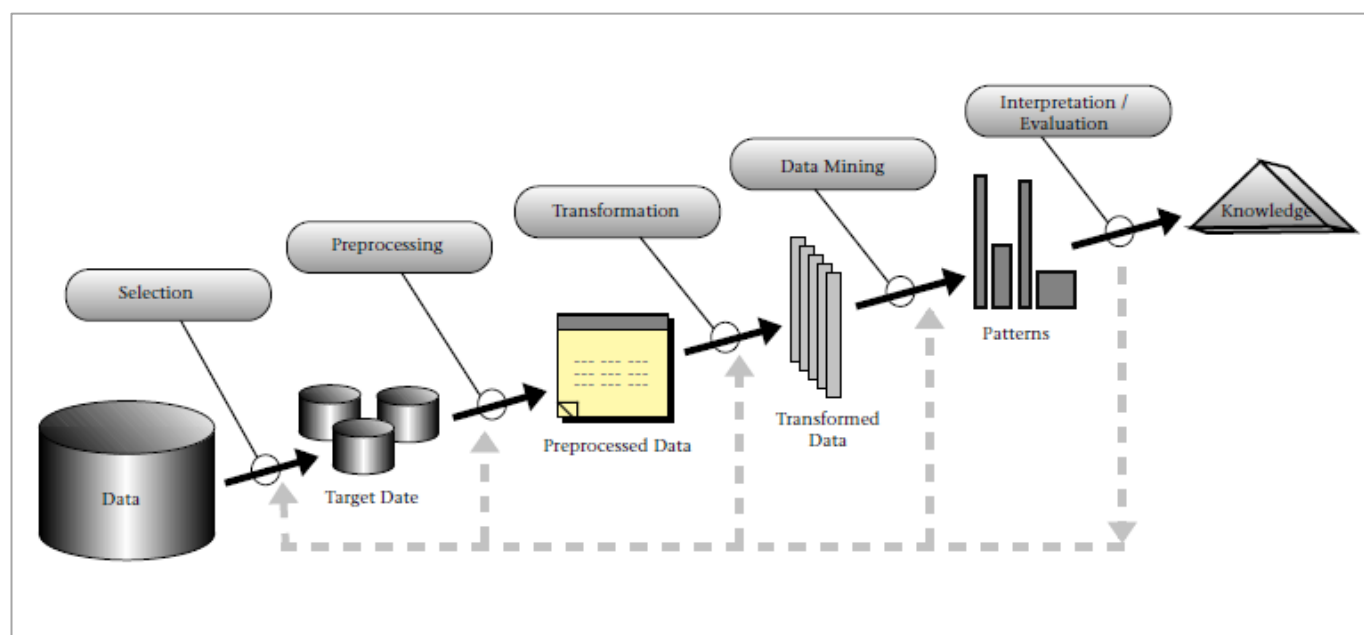 Interpretation /
Evaluation
Data Mining
Transformation
Preprocessing
Selection
Knowledge
Patterns
Transformed
Data
Preprocessed Data
Target Date
Data